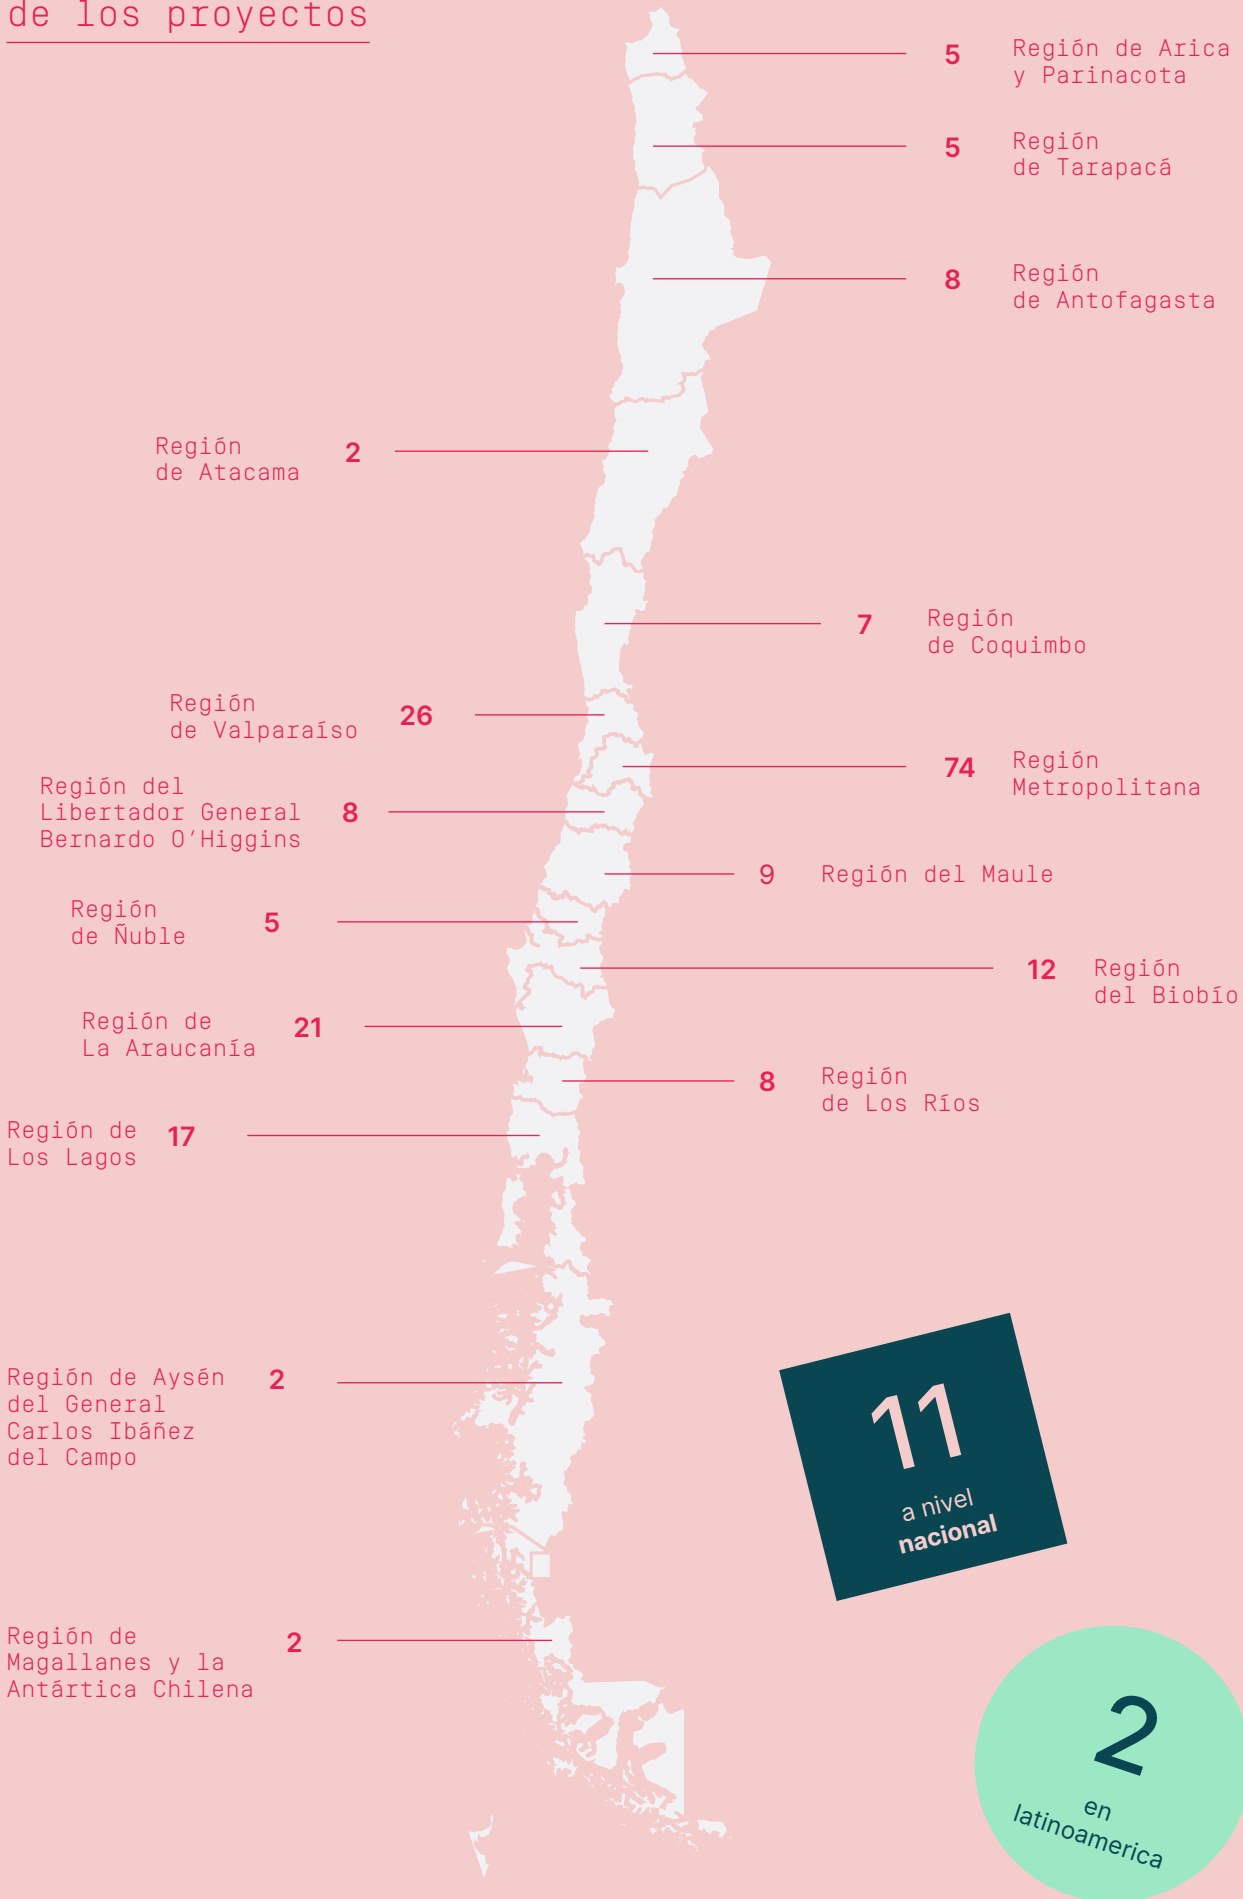 de los proyectos
5
Región de Arica
y Parinacota
5
Región
de Tarapacá
8
Región
de Antofagasta
Región
de Atacama
2
7
Región
de Coquimbo
Región
de Valparaíso
26
74
Región
Metropolitana
Región del
Libertador General
Bernardo O’Higgins
8
9
Región del Maule
Región
de Ñuble
5
12
Región
del Biobío
Región de
La Araucanía
21
8
Región
de Los Ríos
Región de
Los Lagos
17
Región de Aysén
del General
Carlos Ibáñez
del Campo
2
11
a nivel
nacional
Región de
Magallanes y la
Antártica Chilena
2
2
en
latinoamerica